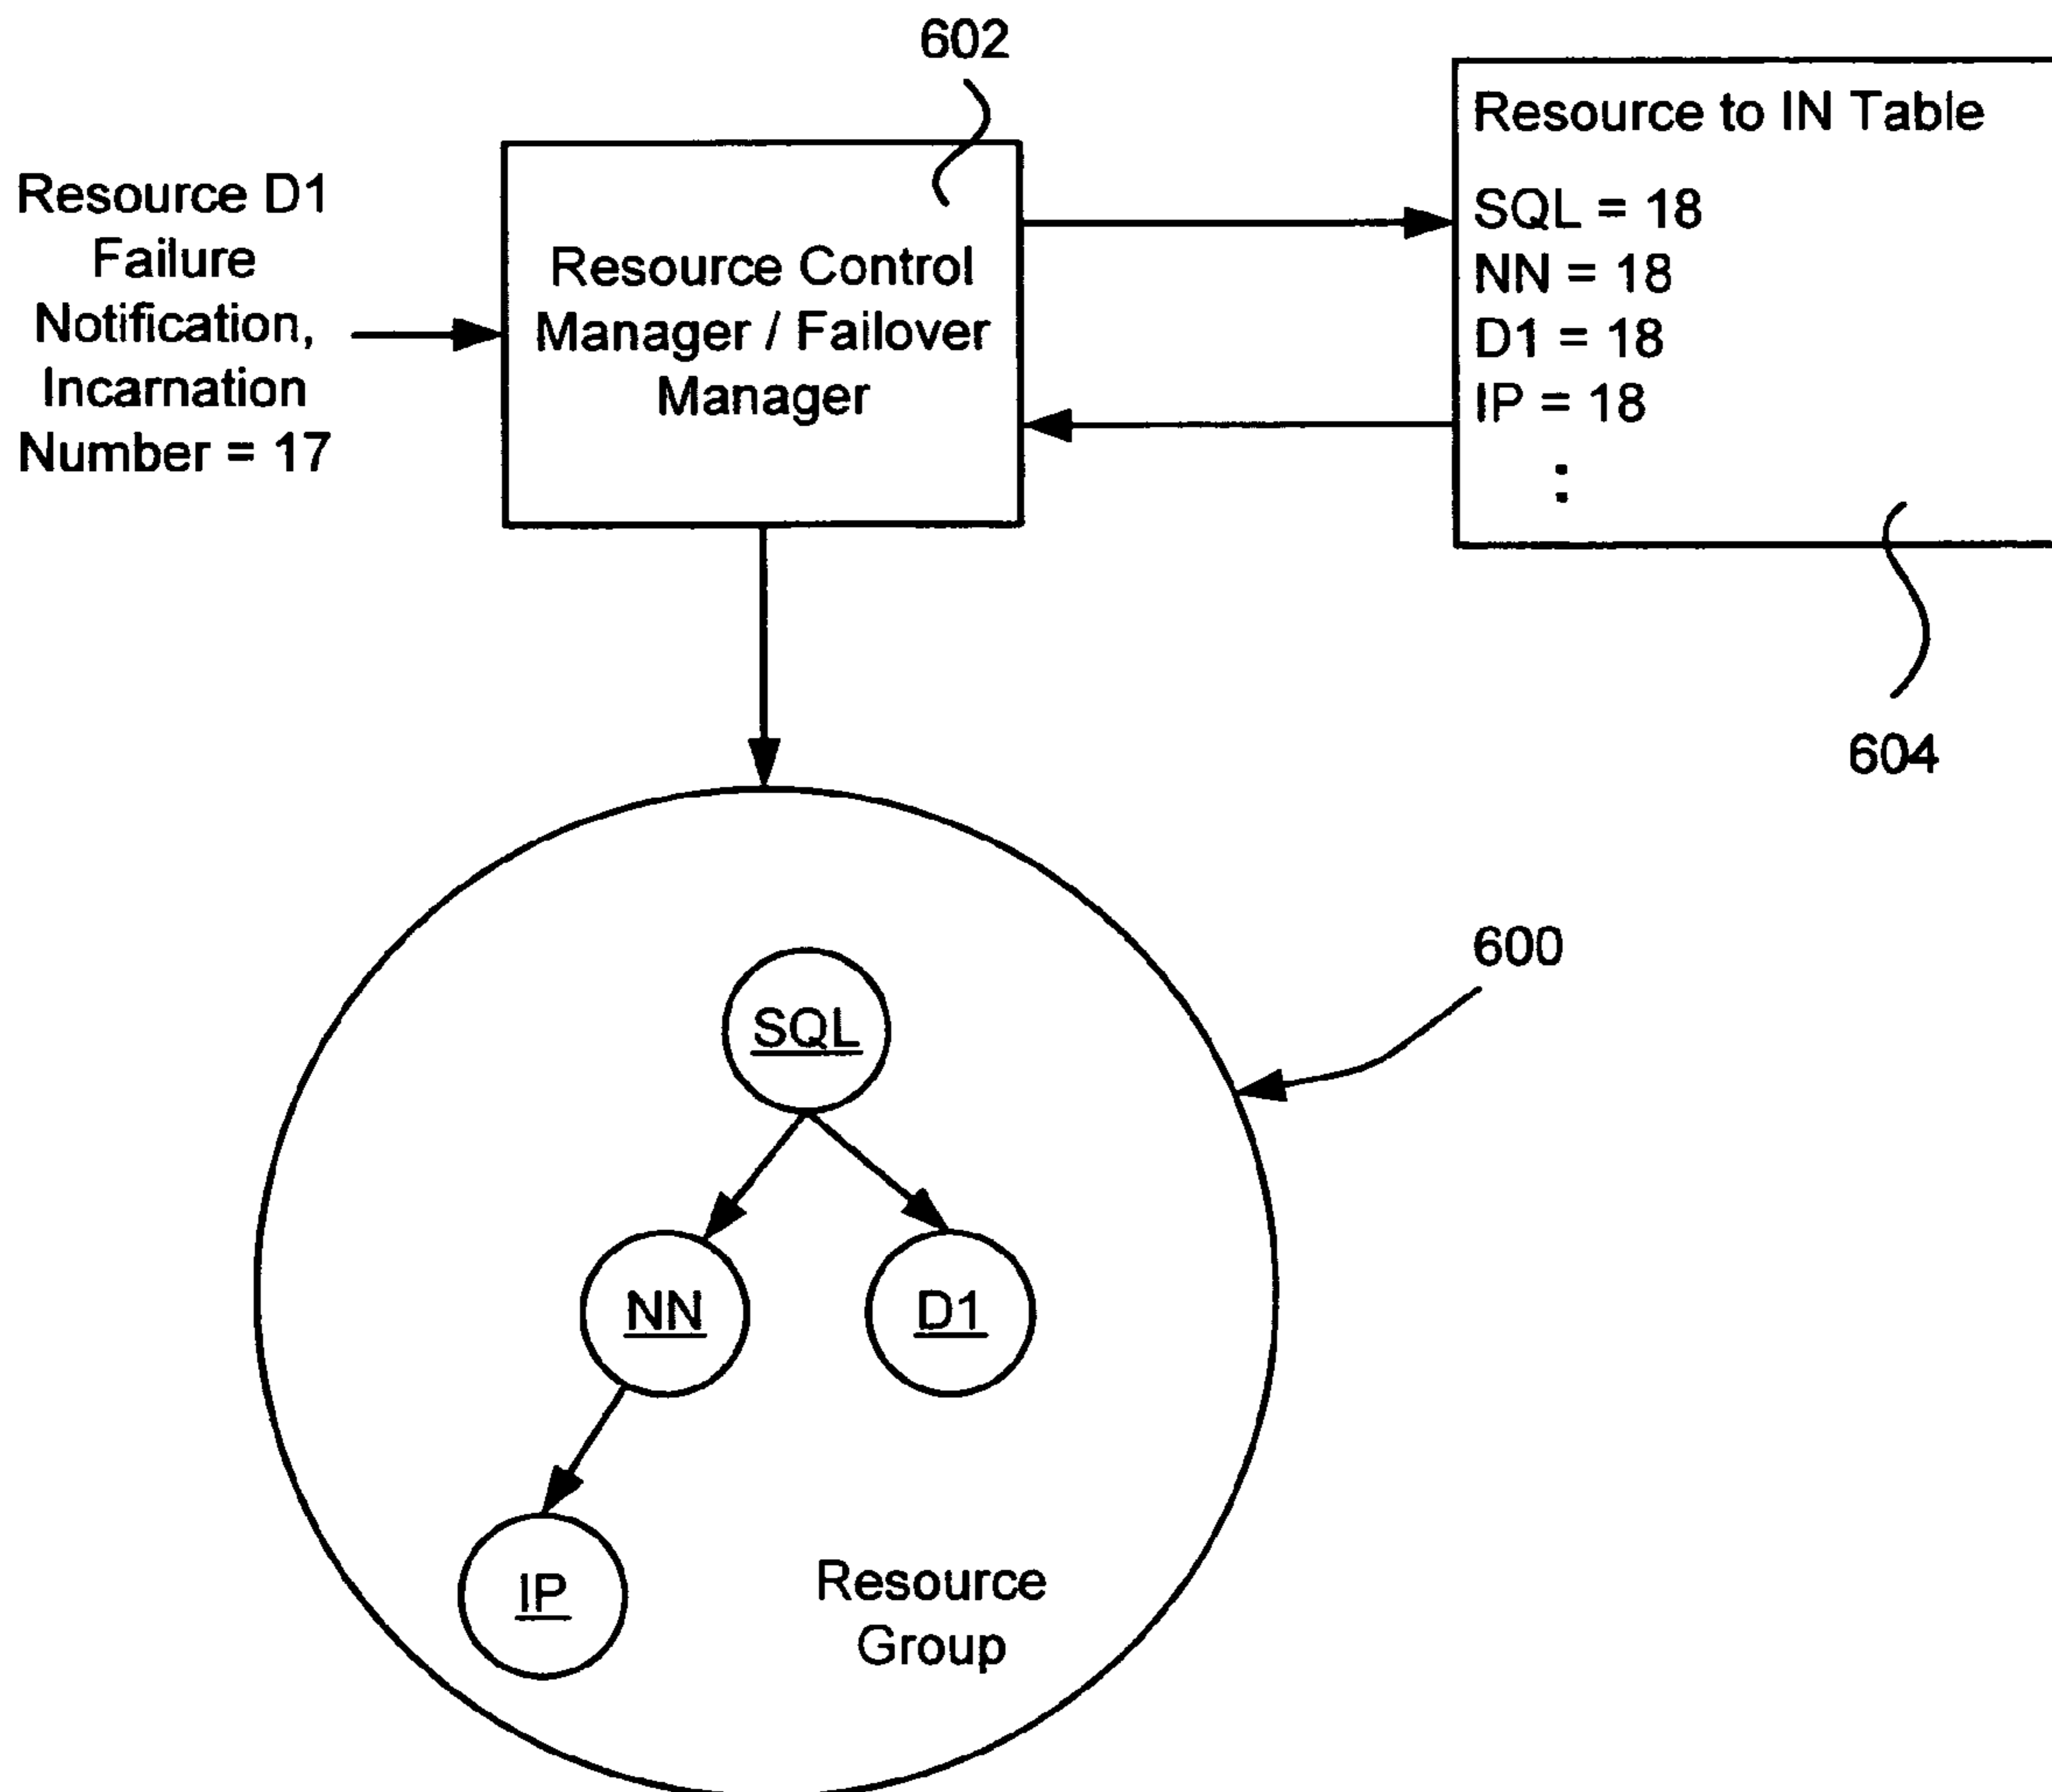 602
Resource to IN Table
SQL = 18
NN = 18
D1 = 18
IP = 18
:
Resource D1
Failure
Notification,
Incarnation
Number = 17
Resource Control
Manager / Failover
Manager
604
600
SQL
NN
D1
IP
Resource
Group